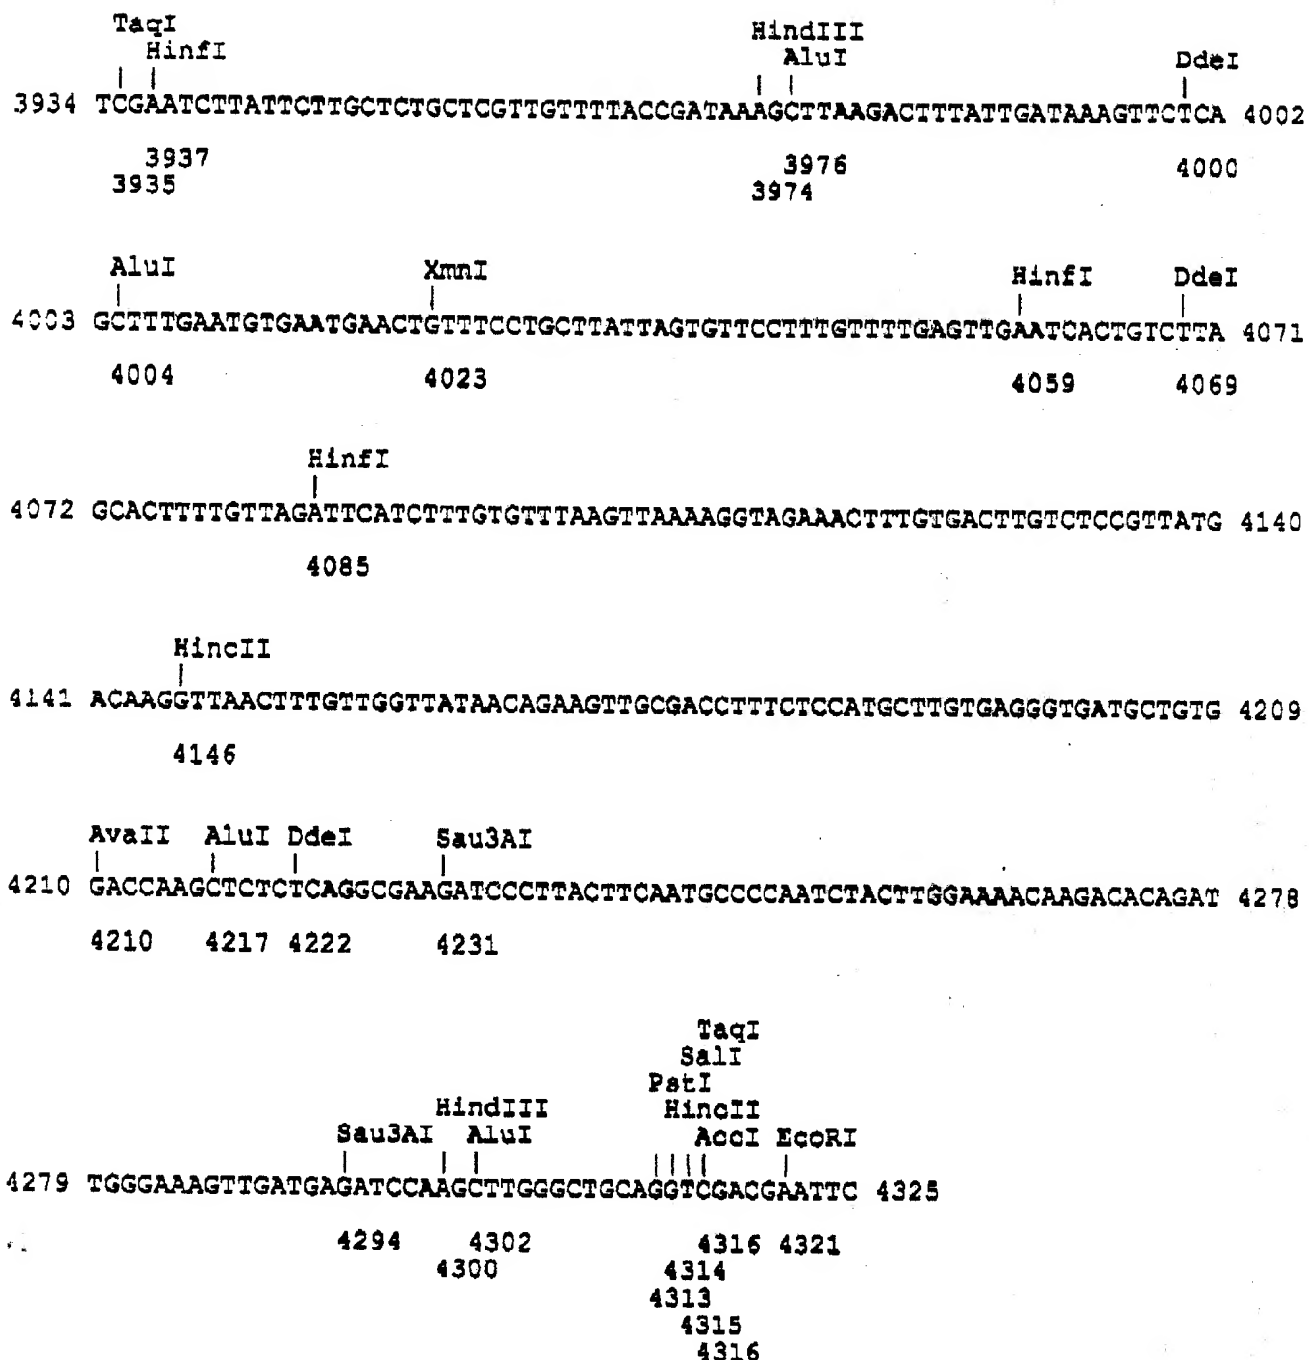 TaqI
HinfI HindIII
AluI DdeI
3934 TCGAATCTTATTCTTGCTCTGCTCGTTGTTTTACCGATAAAGCTTAAGACTTTATTGATAAAGTTCTCA 4002
3937 3976 4000
3935 3974
AluI XmnI HinfI DdeI
4003 GCTTTGAATGTGAATGAACTGTTTCCTGCTTATTAGTGTTCCTTTGTTTTGAGTTGAATCACTGTCTTA 4071
4004 4023 4059 4069
HinfI
4072 GCACTTTTGTTAGATTCATCTTTGTGTTTAAGTTAAAAGGTAGAAACTTTGTGACTTGTCTCCGTTATG 4140
4085
HincII
4141 ACAAGGTTAACTTTGTTGGTTATAACAGAAGTTGCGACCTTTCTCCATGCTTGTGAGGGTGATGCTGTG 4209
4146
AvaII AluI DdeI Sau3AI
4210 GACCAAGCTCTCTCAGGCGAAGATCCCTTACTTCAATGCCCCAATCTACTTGGAAAACAAGACACAGAT 4278
4210 4217 4222 4231
TaqI
SalI
PstI
HindIII HincII
Sau3AI AluI AccI EcoRI
4279 TGGGAAAGTTGATGAGATCCAAGCTTGGGCTGCAGGTCGACGAATTC 4325
4294 4302 4316 4321
4300 4314
4313
4315
4316